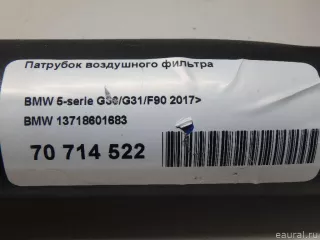 Патрубок воздушного фильтра
BMW 5-serie G30/G31/F90 2017>
BMW 13718601683
70 714 522
eaural.ru